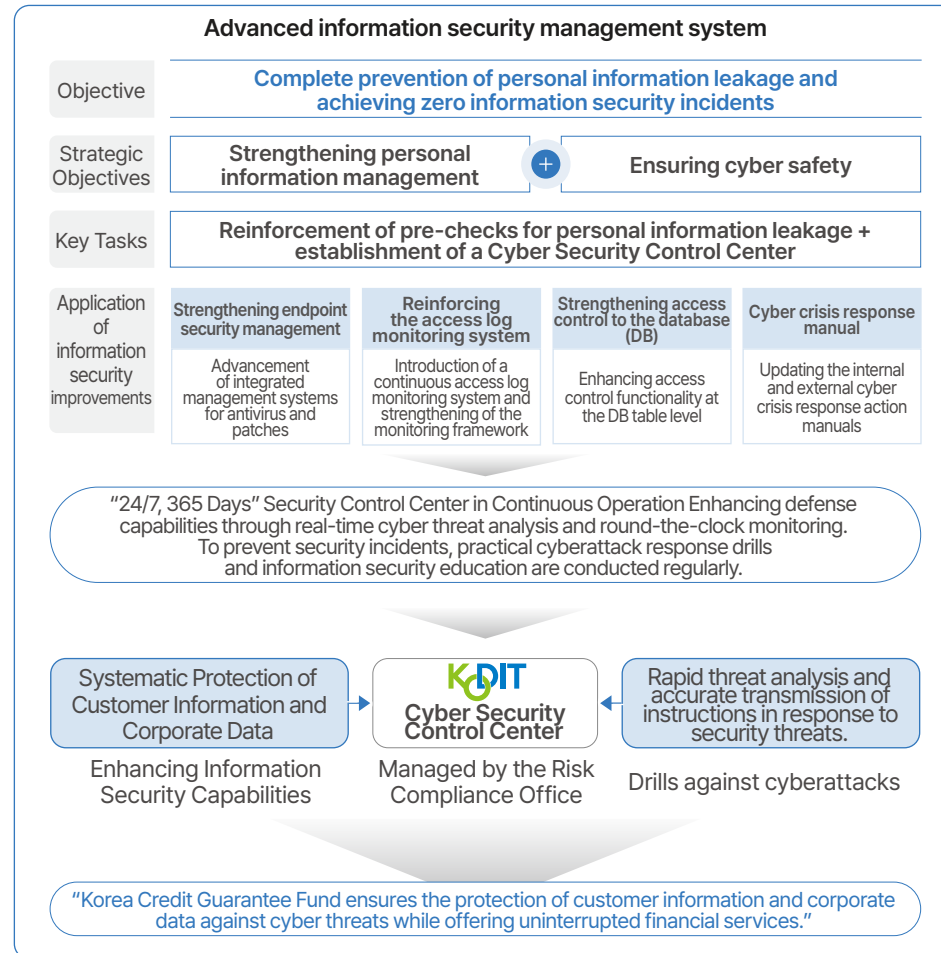 Advanced information security management system
Objective
Complete prevention of personal information leakage and
achieving zero information security incidents
Strategic
Objectives
Strengthening personal
information management
+
Ensuring cyber safety
Key Tasks
Reinforcement of pre-checks for personal information leakage +
establishment of a Cyber Security Control Center
Application
of
information
security
improvements
Strengthening endpoint
security management
Advancement
of integrated
management systems
for antivirus and
patches
Reinforcing
the access log
monitoring system
Introduction of a
continuous access log
monitoring system and
strengthening of the
monitoring framework
Strengthening access
control to the database
(DB)
Enhancing access
control functionality at
the DB table level
Cyber crisis response
manual
Updating the internal
and external cyber
crisis response action
manuals
“24/7, 365 Days” Security Control Center in Continuous Operation Enhancing defense
capabilities through real-time cyber threat analysis and round-the-clock monitoring.
To prevent security incidents, practical cyberattack response drills
and information security education are conducted regularly.
Systematic Protection of
Customer Information and
Corporate Data
Enhancing Information
Security Capabilities
KODIT
Cyber Security
Control Center
Managed by the Risk
Compliance Office
Rapid threat analysis and
accurate transmission of
instructions in response to
security threats.
Drills against cyberattacks
“Korea Credit Guarantee Fund ensures the protection of customer information and corporate
data against cyber threats while offering uninterrupted financial services.”